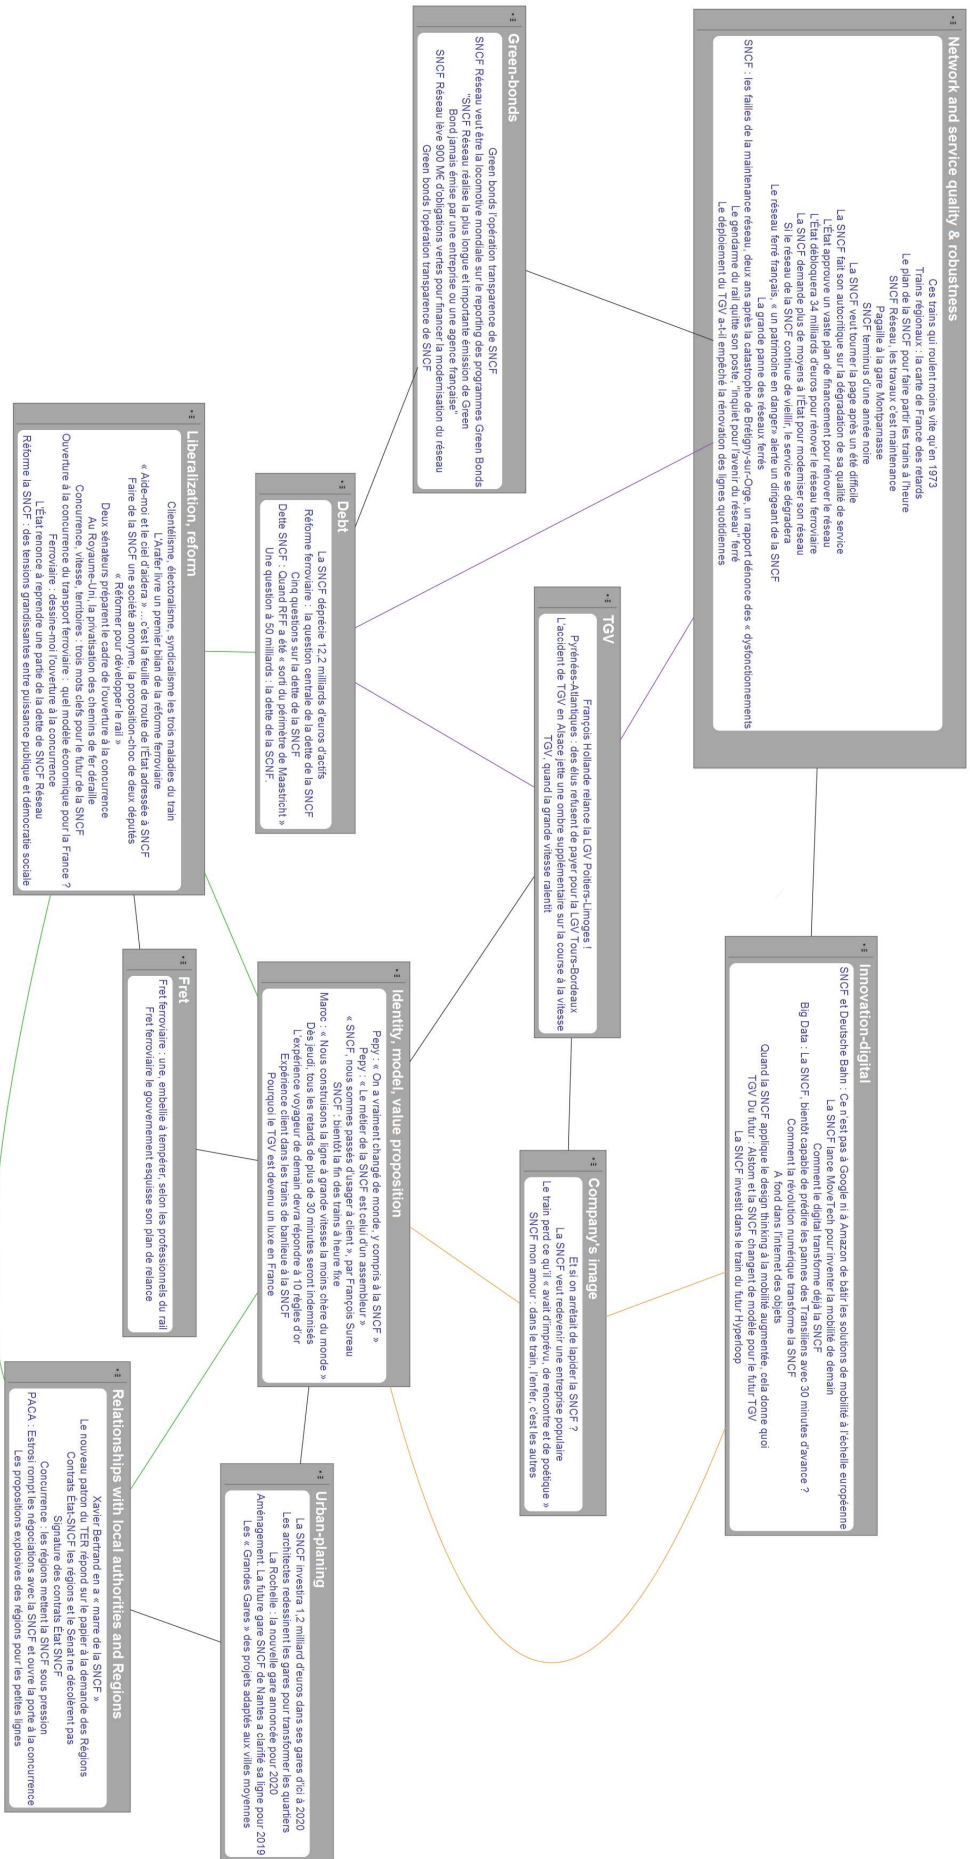 Network and service quality & robustness
Ces trains qui roulent moins vite qu'en 1973
Trains régionaux : la carte de France des retards
Le plan de la SNCF pour faire partir les trains à l'heure
SNCF Réseau, les travaux c'est maintenance
Pagaille à la gare Montparnasse
SNCF terminus d'une année noire
La SNCF veut tourner la page après un été difficile
La SNCF fait son autocritique sur la dégradation de sa qualité de service
L'État approuve un vaste plan de financement pour rénover le réseau
L'État débloquera 34 milliards d'euros pour rénover le réseau ferroviaire
La SNCF demande plus de moyens à l'État pour moderniser son réseau
Si le réseau de la SNCF continue de vieillir, le service se dégradera
Le réseau ferré français, « un patrimoine en danger» alerte un dirigeant de la SNCF
La grande panne des réseaux ferrés
SNCF : les failles de la maintenance réseau, deux ans après la catastrophe de Brétigny-sur-Orge, un rapport dénonce des « dysfonctionnements
Le gendarme du rail quitte son poste, "inquiet pour l'avenir du réseau" ferré
Le déploiement du TGV a-t-il empêché la rénovation des lignes quotidiennes
Innovation-digital
SNCF et Deutsche Bahn : Ce n'est pas à Google ni à Amazon de bâtir les solutions de mobilité à l'échelle européenne
La SNCF lance MoveTech pour inventer la mobilité de demain
Comment le digital transforme déjà la SNCF
Big Data : La SNCF, bientôt capable de prédire les pannes des Transiliens avec 30 minutes d'avance ?
Comment la révolution numérique transforme la SNCF
A fond dans l'internet des objets
Quand la SNCF applique le design thinking à la mobilité augmentée, cela donne quoi
TGV Du futur : Alstom et la SNCF changent de modèle pour le futur TGV
La SNCF investit dans le train du futur Hyperloop
Green-bonds
Green bonds l'opération transparence de SNCF
SNCF Réseau veut être la locomotive mondiale sur le reporting des programmes Green Bonds
"SNCF Réseau réalise la plus longue et importante émission de Green
Bond jamais émise par une entreprise ou une agence française"
SNCF Réseau lève 900 M€ d'obligations vertes pour financer la modernisation du réseau
Green bonds l'opération transparence de SNCF
TGV
François Hollande relance la LGV Poitiers-Limoges !
Pyrénées-Atlantiques : des élus refusent de payer pour la LGV Tours-Bordeaux
L'accident de TGV en Alsace jette une ombre supplémentaire sur la course à la vitesse
TGV, quand la grande vitesse ralentit
Company's image
Et si on arrêtait de lapider la SNCF ?
La SNCF veut redevenir une entreprise populaire
Le train perd ce qu'il « avait d'imprévu, de rencontre et de poétique »
SNCF mon amour : dans le train, l'enfer, c'est les autres
Debt
La SNCF déprécie 12,2 milliards d'euros d'actifs
Réforme ferroviaire : la question centrale de la dette de la SNCF
Cinq questions sur la dette de la SNCF
Dette SNCF : Quand RFF a été « sorti du périmètre de Maastricht »
Une question à 50 milliards : la dette de la SCNF.
Identity, model, value proposition
Pepy : « On a vraiment changé de monde, y compris à la SNCF »
Pepy : « Le métier de la SNCF est celui d'un assembleur »
« SNCF, nous sommes passés d'usager à client », par François Sureau
SNCF : bientôt la fin des trains à heure fixe
Maroc : « Nous construisons la ligne à grande vitesse la moins chère du monde »
Dès jeudi, tous les retards de plus de 30 minutes seront indemnisés
L'expérience voyageur de demain devra répondre à 10 règles d'or
Expérience client dans les trains de banlieue à la SNCF
Pourquoi le TGV est devenu un luxe en France
Urban-planing
La SNCF investira 1,2 milliard d'euros dans ses gares d'ici à 2020
Les architectes redessinent les gares pour transformer les quartiers
La Rochelle : la nouvelle gare annoncée pour 2020
Aménagement. La future gare SNCF de Nantes a clarifié sa ligne pour 2019
Les « Grandes Gares » des projets adaptés aux villes moyennes
Liberalization, reform
Clientélisme, électoralisme, syndicalisme les trois maladies du train
L'Arafer livre un premier bilan de la réforme ferroviaire
« Aide-moi et le ciel d'aidera » ...c'est la feuille de route de l'État adressée à SNCF
Faire de la SNCF une société anonyme, la proposition-choc de deux députés
« Réformer pour développer le rail »
Deux sénateurs préparent le cadre de l'ouverture à la concurrence
Au Royaume-Uni, la privatisation des chemins de fer déraille
Concurrence, vitesse, territoires : trois mots clefs pour le futur de la SNCF
Ouverture à la concurrence du transport ferroviaire : quel modèle économique pour la France ?
Ferroviaire : dessine-moi l'ouverture à la concurrence
L'État renonce à reprendre une partie de la dette de SNCF Réseau
Réforme la SNCF : des tensions grandissantes entre puissance publique et démocratie sociale
Fret
Fret ferroviaire : une, embellie à tempérer, selon les professionnels du rail
Fret ferroviaire le gouvernement esquisse son plan de relance
Relationships with local authorities and Regions
Xavier Bertrand en a « marre de la SNCF »
Le nouveau patron du TER répond sur le papier à la demande des Régions
Contrats État-SNCF les régions et le Sénat ne décolèrent pas
Signature des contrats État SNCF
Concurrence : les régions mettent la SNCF sous pression
PACA : Estrosi rompt les négociations avec la SNCF et ouvre la porte à la concurrence
Les propositions explosives des régions pour les petites lignes